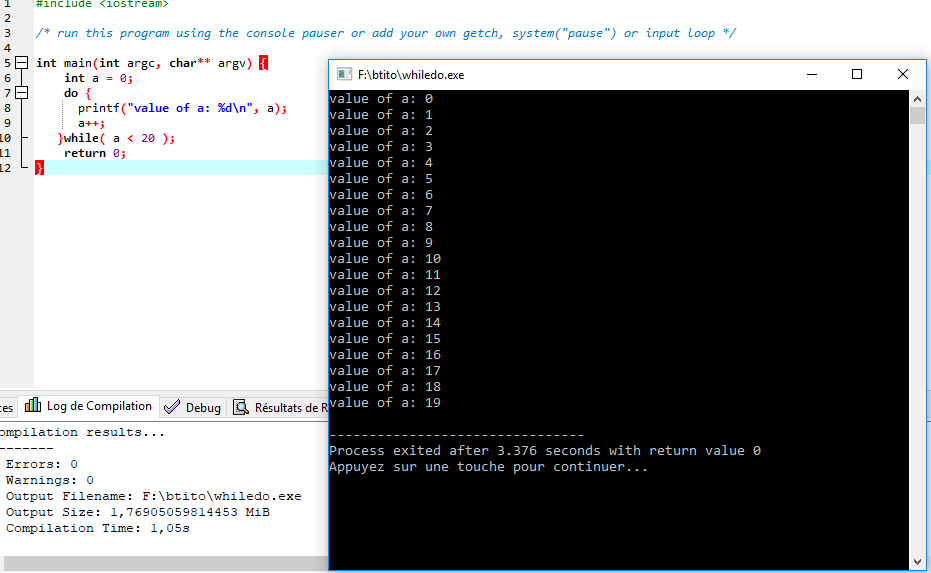 1 #include <iostream>
2
3 /* run this program using the console pauser or add your own getch, system("pause") or input loop */
4
5 int main(int argc, char** argv) {
6 int a = 0;
7 do {
8 printf("value of a: %d\n", a);
9 a++;
10 }while( a < 20 );
11 return 0;
12 }
F:\btito\whiledo.exe
value of a: 0
value of a: 1
value of a: 2
value of a: 3
value of a: 4
value of a: 5
value of a: 6
value of a: 7
value of a: 8
value of a: 9
value of a: 10
value of a: 11
value of a: 12
value of a: 13
value of a: 14
value of a: 15
value of a: 16
value of a: 17
value of a: 18
value of a: 19
--------------------------------
Process exited after 3.376 seconds with return value 0
Appuyez sur une touche pour continuer...
ces Log de Compilation Debug Résultats de R
ompilation results...
-------
Errors: 0
Warnings: 0
Output Filename: F:\btito\whiledo.exe
Output Size: 1,76905059814453 MiB
Compilation Time: 1,05s